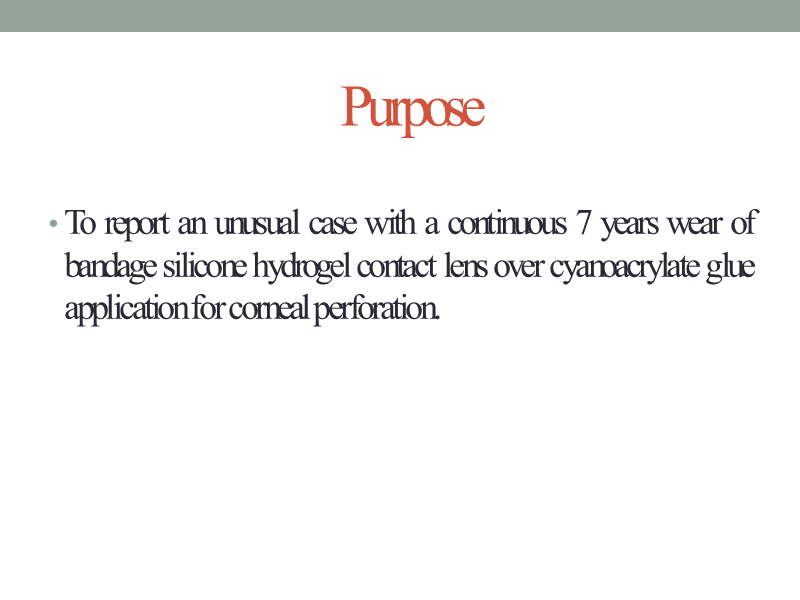 Purpose
• To report an unusual case with a continuous 7 years wear of
bandage silicone hydrogel contact lens over cyanoacrylate glue
application for corneal perforation.